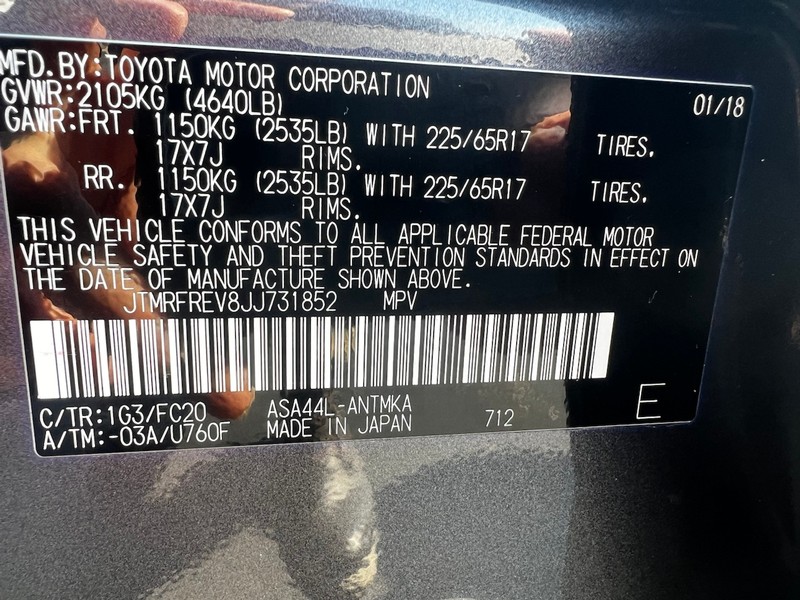 MFD.BY:TOYOTA MOTOR CORPORATION 01/18
GVWR:2105KG (4640LB)
GAWR:FRT. 1150KG (2535LB) WITH 225/65R17 TIRES.
17X7J RIMS.
RR. 1150KG (2535LB) WITH 225/65R17 TIRES.
17X7J RIMS.
THIS VEHICLE CONFORMS TO ALL APPLICABLE FEDERAL MOTOR
VEHICLE SAFETY AND THEFT PREVENTION STANDARDS IN EFFECT ON
THE DATE OF MANUFACTURE SHOWN ABOVE.
JTMRFREV8JJ731852 MPV
C/TR:1G3/FC20 ASA44L-ANTMKA
A/TM:-03A/U760F MADE IN JAPAN 712 E